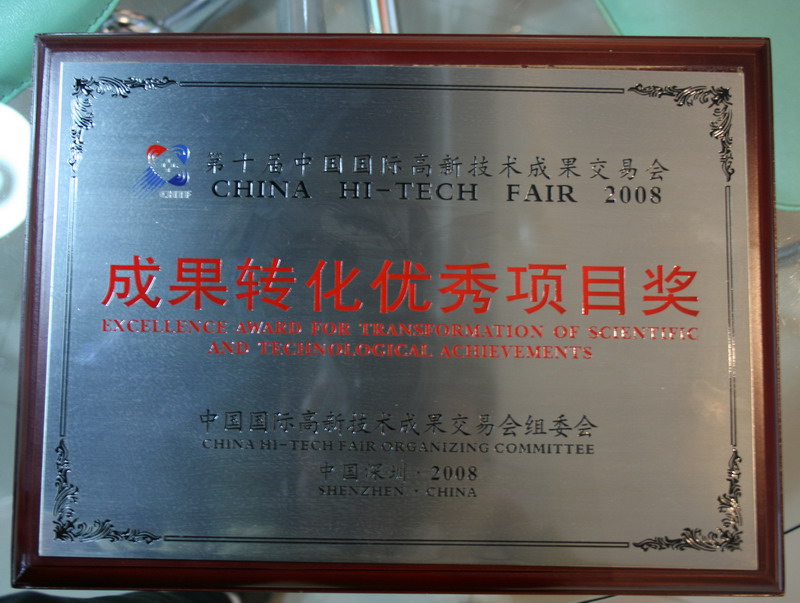 第十届中国国际高新技术成果交易会
CHINA HI-TECH FAIR 2008
CHTF
成果转化优秀项目奖
EXCELLENCE AWARD FOR TRANSFORMATION OF SCIENTIFIC
AND TECHNOLOGICAL ACHIEVEMENTS
中国国际高新技术成果交易会组委会
CHINA HI-TECH FAIR ORGANIZING COMMITTEE
中国深圳·2008
SHENZHEN · CHINA